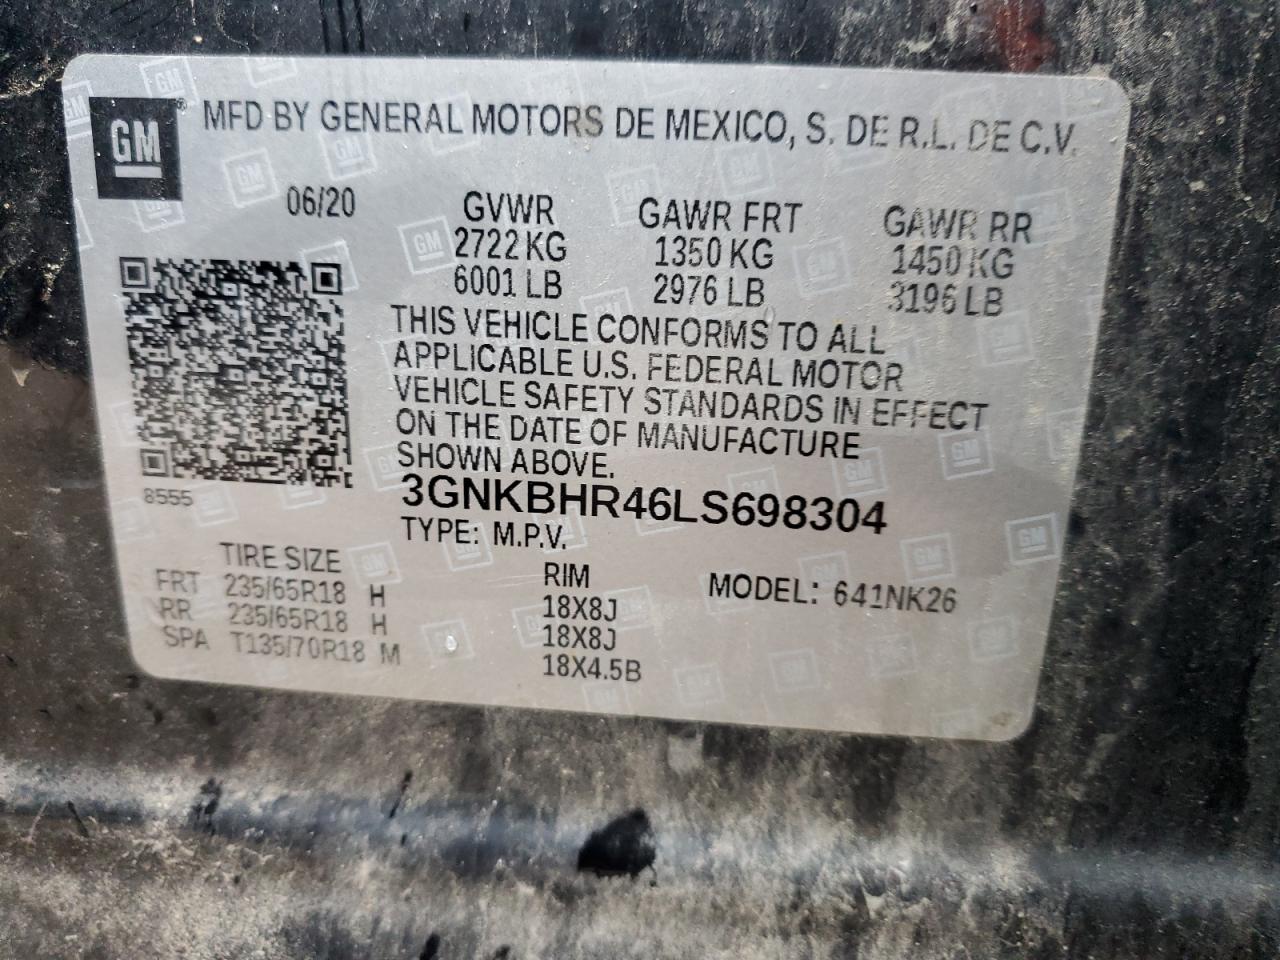 GM ® MFD BY GENERAL MOTORS DE MEXICO, S. DE R.L. DE C.V.
06/20 GVWR GAWR FRT GAWR RR
2722 KG 1350 KG 1450 KG
6001 LB 2976 LB 3196 LB
THIS VEHICLE CONFORMS TO ALL
APPLICABLE U.S. FEDERAL MOTOR
VEHICLE SAFETY STANDARDS IN EFFECT
ON THE DATE OF MANUFACTURE
SHOWN ABOVE.
8555
3GNKBHR46LS698304
TYPE: M.P.V.
TIRE SIZE RIM MODEL: 641NK26
FRT 235/65R18 H 18X8J
RR 235/65R18 H 18X8J
SPA T135/70R18 M 18X4.5B